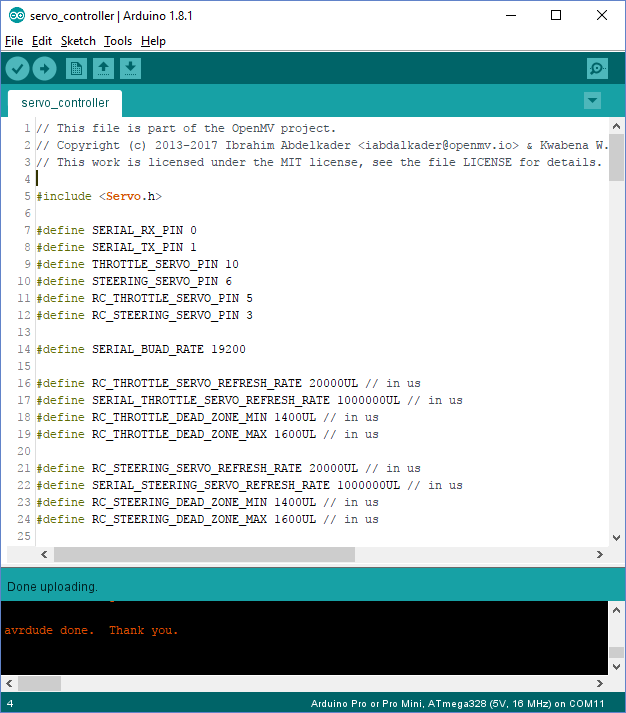 servo_controller | Arduino 1.8.1
File Edit Sketch Tools Help
servo_controller
1 // This file is part of the OpenMV project.
2 // Copyright (c) 2013-2017 Ibrahim Abdelkader <iabdalkader@openmv.io> & Kwabena W.
3 // This work is licensed under the MIT license, see the file LICENSE for details.
4
5 #include <Servo.h>
6
7 #define SERIAL_RX_PIN 0
8 #define SERIAL_TX_PIN 1
9 #define THROTTLE_SERVO_PIN 10
10 #define STEERING_SERVO_PIN 6
11 #define RC_THROTTLE_SERVO_PIN 5
12 #define RC_STEERING_SERVO_PIN 3
13
14 #define SERIAL_BUAD_RATE 19200
15
16 #define RC_THROTTLE_SERVO_REFRESH_RATE 20000UL // in us
17 #define SERIAL_THROTTLE_SERVO_REFRESH_RATE 1000000UL // in us
18 #define RC_THROTTLE_DEAD_ZONE_MIN 1400UL // in us
19 #define RC_THROTTLE_DEAD_ZONE_MAX 1600UL // in us
20
21 #define RC_STEERING_SERVO_REFRESH_RATE 20000UL // in us
22 #define SERIAL_STEERING_SERVO_REFRESH_RATE 1000000UL // in us
23 #define RC_STEERING_DEAD_ZONE_MIN 1400UL // in us
24 #define RC_STEERING_DEAD_ZONE_MAX 1600UL // in us
25
Done uploading.
avrdude done.  Thank you.
4 Arduino Pro or Pro Mini, ATmega328 (5V, 16 MHz) on COM11